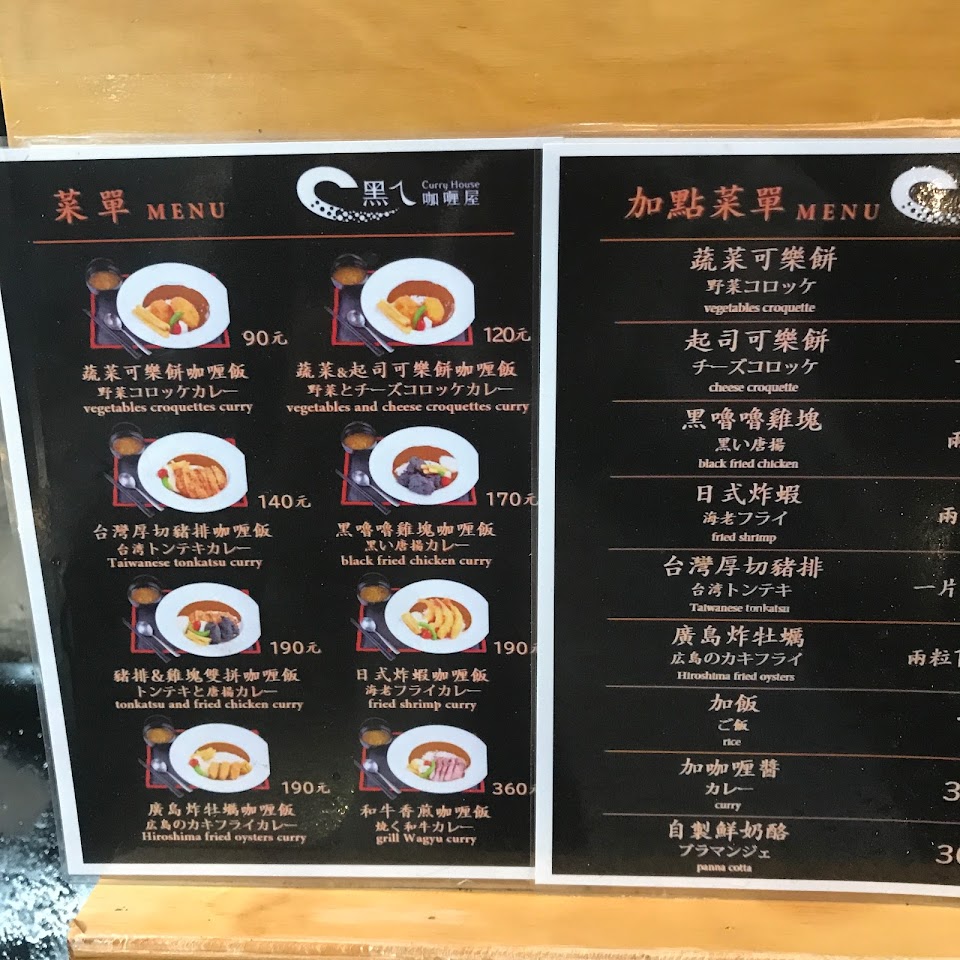 菜單 MENU
黑ㄟ Curry House 咖喱屋
90元
120元
蔬菜可樂餅咖喱飯
野菜コロッケカレー
vegetables croquettes curry
蔬菜&起司可樂餅咖喱飯
野菜とチーズコロッケカレー
vegetables and cheese croquettes curry
140元
170元
台灣厚切豬排咖喱飯
台湾トンテキカレー
Taiwanese tonkatsu curry
黑嚕嚕雞塊咖喱飯
黒い唐揚カレー
black fried chicken curry
190元
190
豬排&雞塊雙拼咖喱飯
トンテキと唐揚カレー
tonkatsu and fried chicken curry
日式炸蝦咖喱飯
海老フライカレー
fried shrimp curry
190元
360
廣島炸牡蠣咖喱飯
広島のカキフライカレー
Hiroshima fried oysters curry
和牛香煎咖喱飯
焼く和牛カレー
grill Wagyu curry
加點菜單 MENU
蔬菜可樂餅
野菜コロッケ
vegetables croquette
起司可樂餅
チーズコロッケ
cheese croquette
黑嚕嚕雞塊
黒い唐揚
black fried chicken
兩
日式炸蝦
海老フライ
fried shrimp
兩
台灣厚切豬排
台湾トンテキ
Taiwanese tonkatsu
一片
廣島炸牡蠣
広島のカキフライ
Hiroshima fried oysters
兩粒
加飯
ご飯
rice
加咖喱醬
カレー
curry
3
自製鮮奶酪
ブラマンジェ
panna cotta